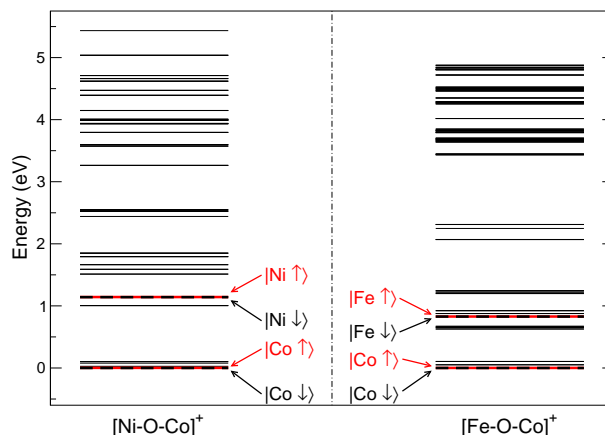 Energy (eV)
5
4
3
2
1
0
|Ni ↑⟩
|Ni ↓⟩
|Co ↑⟩
|Co ↓⟩
|Fe ↑⟩
|Fe ↓⟩
|Co ↑⟩
|Co ↓⟩
[Ni-O-Co]⁺
[Fe-O-Co]⁺